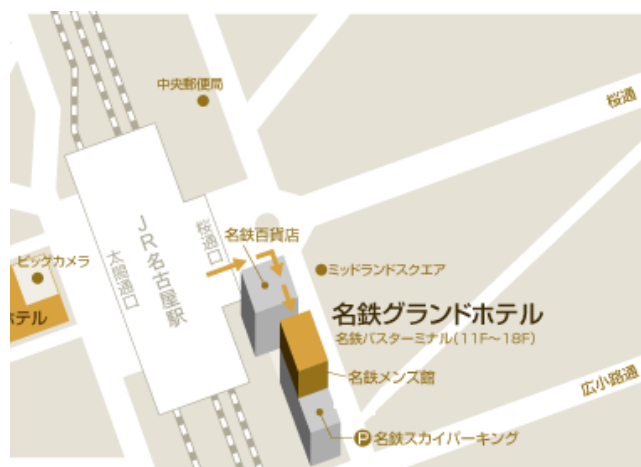 中央郵便局
桜通
名鉄百貨店
桜通口
JR名古屋駅
太閤通口
ビックカメラ
ホテル
ミッドランドスクエア
名鉄グランドホテル
名鉄バスターミナル(11F~18F)
名鉄メンズ館
広小路通
P 名鉄スカイパーキング